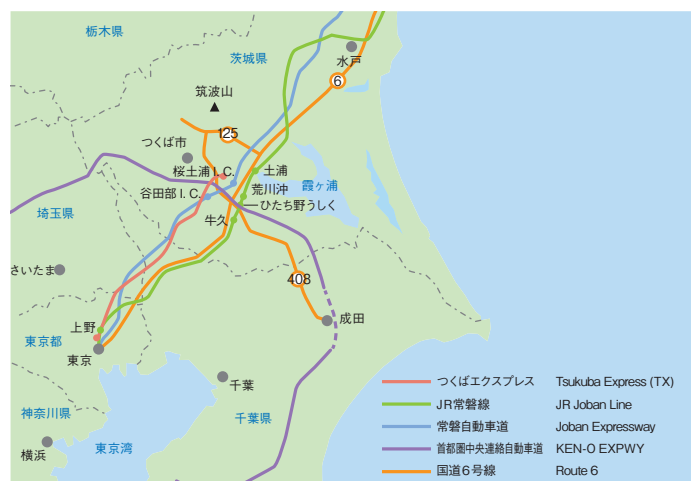 栃木県
茨城県
水戸
6
筑波山
125
つくば市
桜土浦 I. C.
土浦
谷田部 I. C.
荒川沖
霞ヶ浦
ひたち野うしく
埼玉県
牛久
さいたま
408
上野
成田
東京都
東京
千葉
神奈川県
千葉県
横浜
東京湾
つくばエクスプレス Tsukuba Express (TX)
JR常磐線 JR Joban Line
常磐自動車道 Joban Expressway
首都圏中央連絡自動車道 KEN-O EXPWY
国道6号線 Route 6